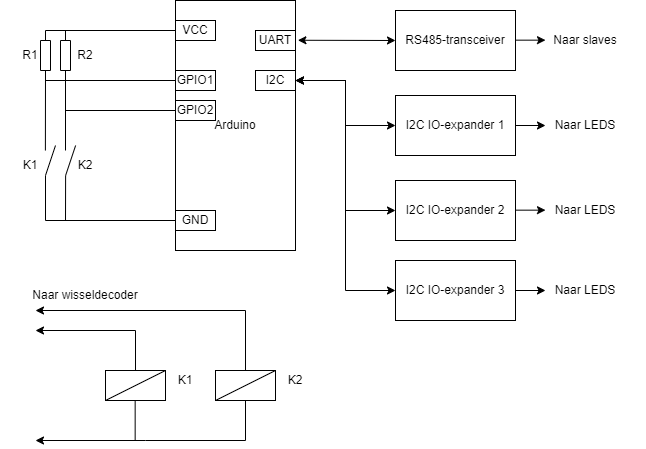 VCC
UART
RS485-transceiver
Naar slaves
R1
R2
GPIO1
I2C
GPIO2
Arduino
I2C IO-expander 1
Naar LEDS
K1
K2
GND
I2C IO-expander 2
Naar LEDS
I2C IO-expander 3
Naar LEDS
Naar wisseldecoder
K1
K2